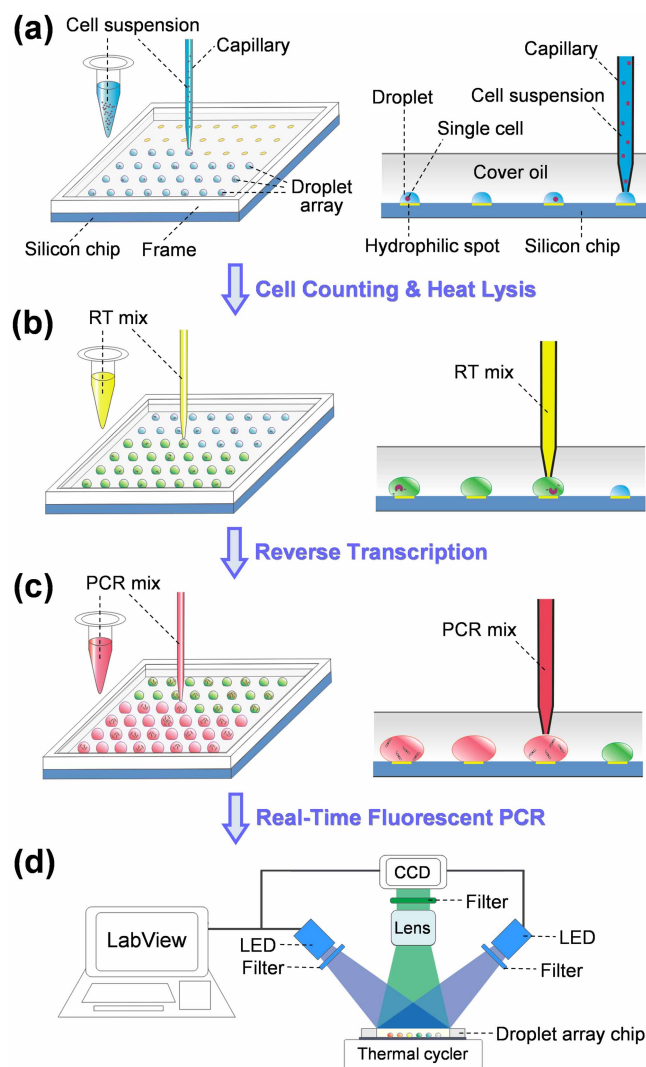 (a)
Cell suspension
Capillary
Capillary
Droplet
Cell suspension
Single cell
Cover oil
Droplet
array
Silicon chip
Frame
Hydrophilic spot
Silicon chip
Cell Counting & Heat Lysis
(b)
RT mix
RT mix
Reverse Transcription
(c)
PCR mix
PCR mix
Real-Time Fluorescent PCR
(d)
CCD
Filter
Lens
LabView
LED
Filter
LED
Filter
Droplet array chip
Thermal cycler